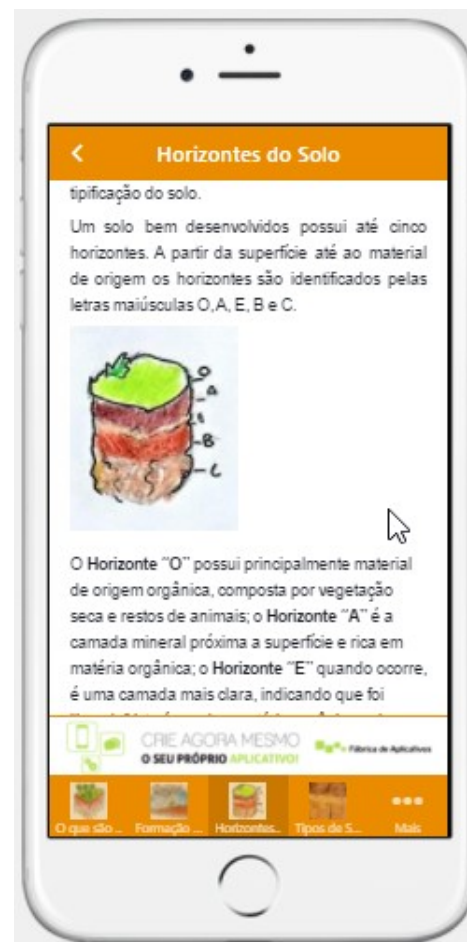 Horizontes do Solo
tipificação do solo.
Um solo bem desenvolvidos possui até cinco
horizontes. A partir da superfície até ao material
de origem os horizontes são identificados pelas
letras maiúsculas O,A, E, B e C.
O
A
B
C
O Horizonte "O" possui principalmente material
de origem orgânica, composta por vegetação
seca e restos de animais; o Horizonte "A" é a
camada mineral próxima a superfície e rica em
matéria orgânica; o Horizonte "E" quando ocorre,
é uma camada mais clara, indicando que foi
CRIE AGORA MESMO
O SEU PRÓPRIO APLICATIVO!
Fábrica de Aplicativos
O que são ...
Formação ...
Horizontes...
Tipos de S...
Mais